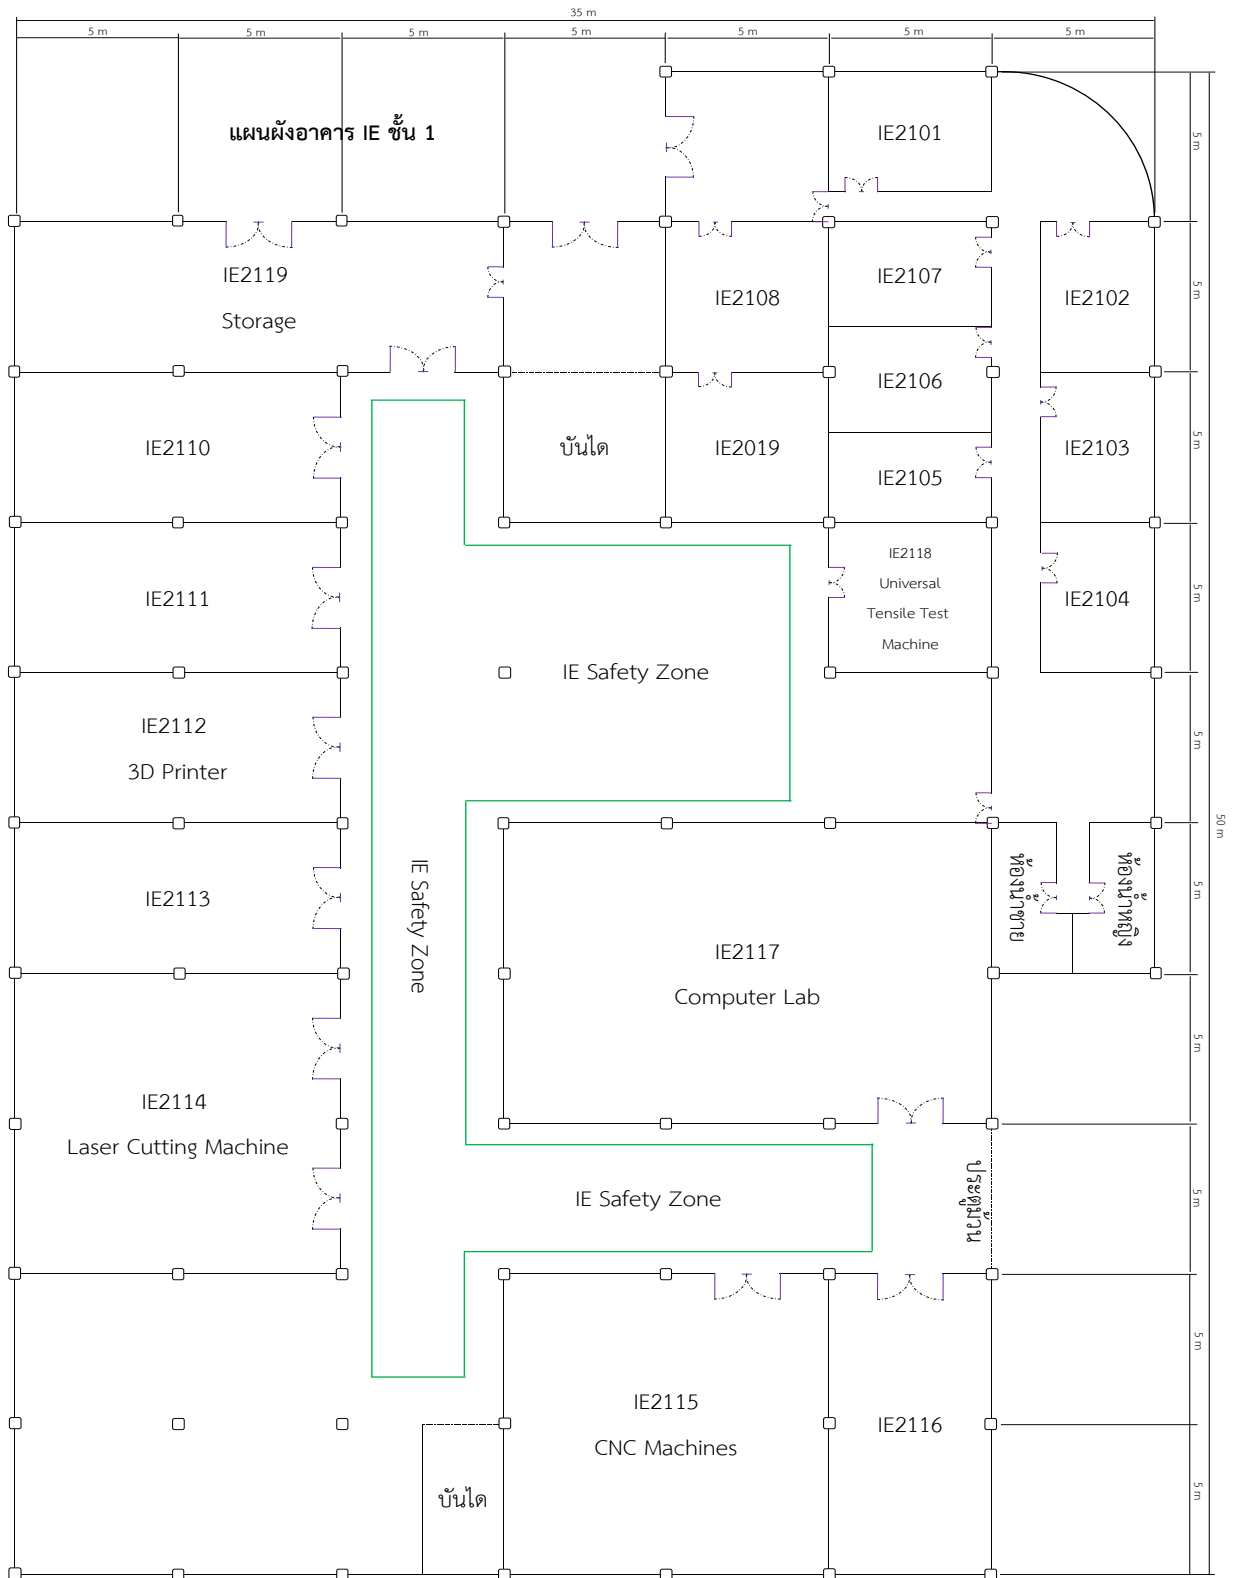 35 m
5 m
5 m
5 m
5 m
5 m
5 m
5 m
แผนผังอาคาร IE ชั้น 1
IE2101
5 m
IE2119
Storage
IE2108
IE2107
IE2102
5 m
IE2106
IE2110
บันได
IE2019
IE2105
IE2103
5 m
IE2111
IE2118
Universal
Tensile Test
Machine
IE2104
5 m
IE Safety Zone
IE2112
3D Printer
5 m
50 m
IE2113
IE Safety Zone
IE2117
Computer Lab
ห้องน้ำชาย
ห้องน้ำหญิง
5 m
5 m
IE2114
Laser Cutting Machine
IE Safety Zone
ประตูม้วน
5 m
5 m
IE2115
CNC Machines
IE2116
บันได
5 m